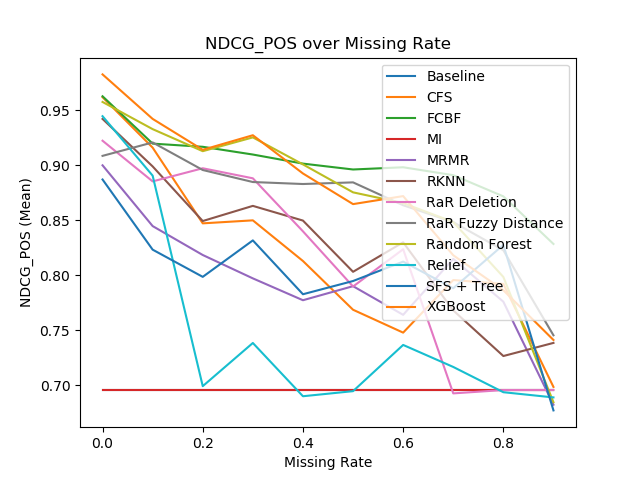 NDCG_POS over Missing Rate
NDCG_POS (Mean)
0.95
0.90
0.85
0.80
0.75
0.70
Baseline
CFS
FCBF
MI
MRMR
RKNN
RaR Deletion
RaR Fuzzy Distance
Random Forest
Relief
SFS + Tree
XGBoost
0.0 0.2 0.4 0.6 0.8
Missing Rate